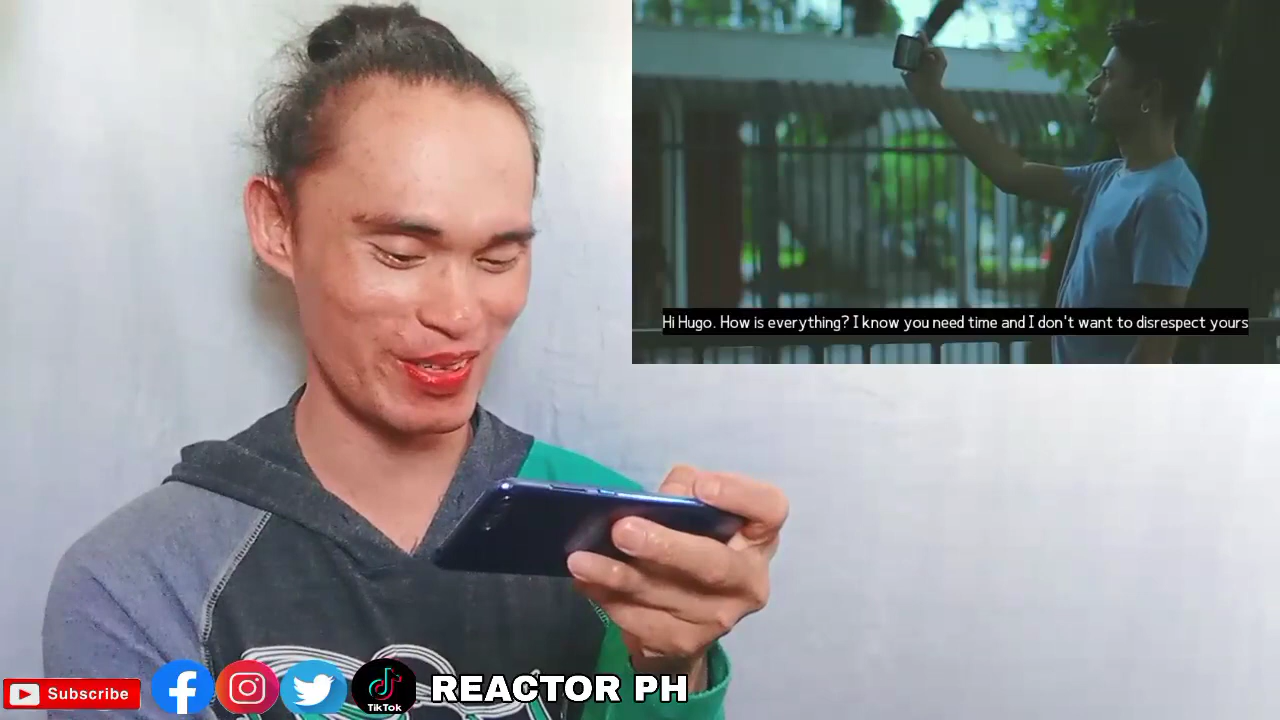 Hi Hugo. How is everything? I know you need time and I don't want to disrespect yours
Subscribe
TikTok
REACTOR PH